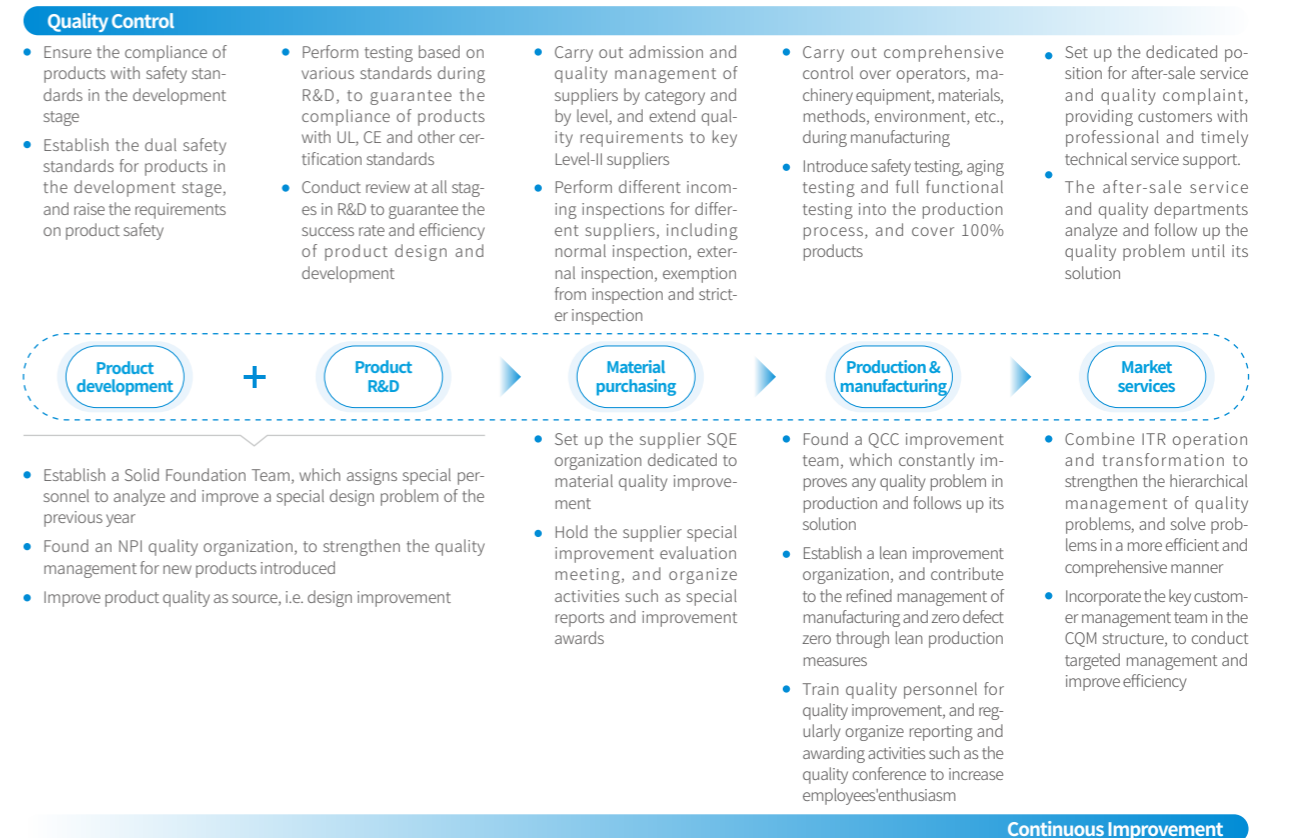 Quality Control
Ensure the compliance of
products with safety stan-
dards in the development
stage
Establish the dual safety
standards for products in
the development stage,
and raise the requirements
on product safety
Perform testing based on
various standards during
R&D, to guarantee the
compliance of products
with UL, CE and other cer-
tification standards
Conduct review at all stag-
es in R&D to guarantee the
success rate and efficiency
of product design and
development
Carry out admission and
quality management of
suppliers by category and
by level, and extend qual-
ity requirements to key
Level-II suppliers
Perform different incom-
ing inspections for differ-
ent suppliers, including
normal inspection, exter-
nal inspection, exemption
from inspection and strict-
er inspection
Carry out comprehensive
control over operators, ma-
chinery equipment, materials,
methods, environment, etc.,
during manufacturing
Introduce safety testing, aging
testing and full functional
testing into the production
process, and cover 100%
products
Set up the dedicated po-
sition for after-sale service
and quality complaint,
providing customers with
professional and timely
technical service support.
The after-sale service
and quality departments
analyze and follow up the
quality problem until its
solution
Product
development
+
Product
R&D
Material
purchasing
Production &
manufacturing
Market
services
Establish a Solid Foundation Team, which assigns special per-
sonnel to analyze and improve a special design problem of the
previous year
Found an NPI quality organization, to strengthen the quality
management for new products introduced
Improve product quality as source, i.e. design improvement
Set up the supplier SQE
organization dedicated to
material quality improve-
ment
Hold the supplier special
improvement evaluation
meeting, and organize
activities such as special
reports and improvement
awards
Found a QCC improvement
team, which constantly im-
proves any quality problem in
production and follows up its
solution
Establish a lean improvement
organization, and contribute
to the refined management of
manufacturing and zero defect
zero through lean production
measures
Train quality personnel for
quality improvement, and reg-
ularly organize reporting and
awarding activities such as the
quality conference to increase
employees'enthusiasm
Combine ITR operation
and transformation to
strengthen the hierarchical
management of quality
problems, and solve prob-
lems in a more efficient and
comprehensive manner
Incorporate the key custom-
er management team in the
CQM structure, to conduct
targeted management and
improve efficiency
Continuous Improvement